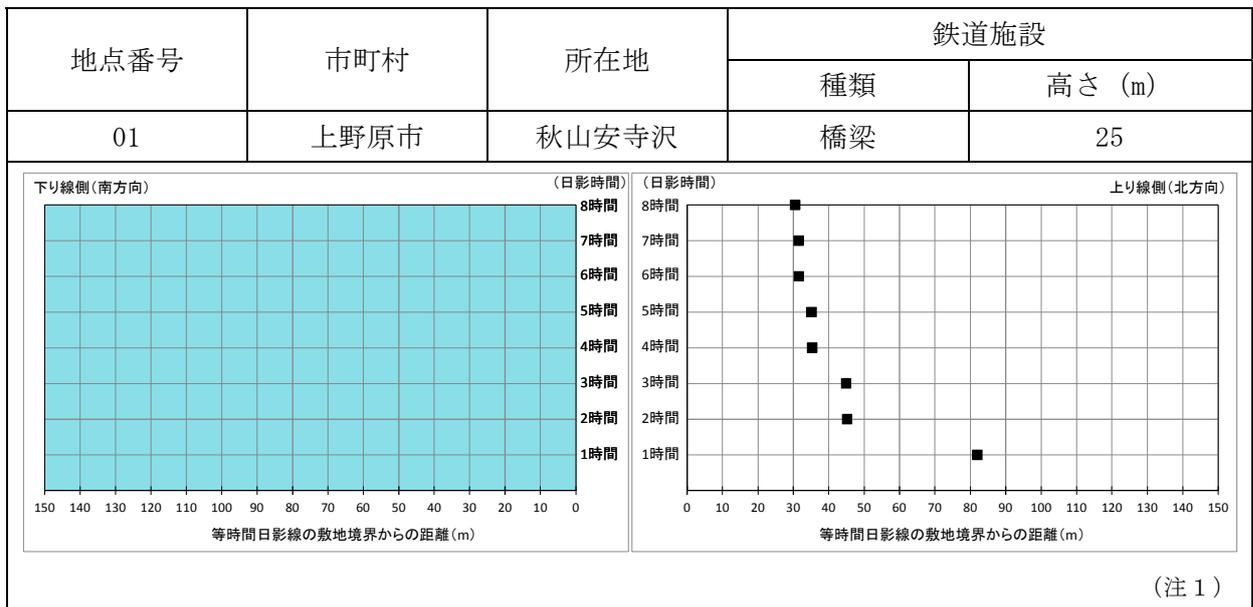 地点番号 市町村 所在地 鉄道施設
種類 高さ (m)
01 上野原市 秋山安寺沢 橋梁 25
下り線側(南方向) (日影時間)
8時間
7時間
6時間
5時間
4時間
3時間
2時間
1時間
150 140 130 120 110 100 90 80 70 60 50 40 30 20 10 0
等時間日影線の敷地境界からの距離(m)
(日影時間) 上り線側(北方向)
8時間
7時間
6時間
5時間
4時間
3時間
2時間
1時間
0 10 20 30 40 50 60 70 80 90 100 110 120 130 140 150
等時間日影線の敷地境界からの距離(m)
(注1)